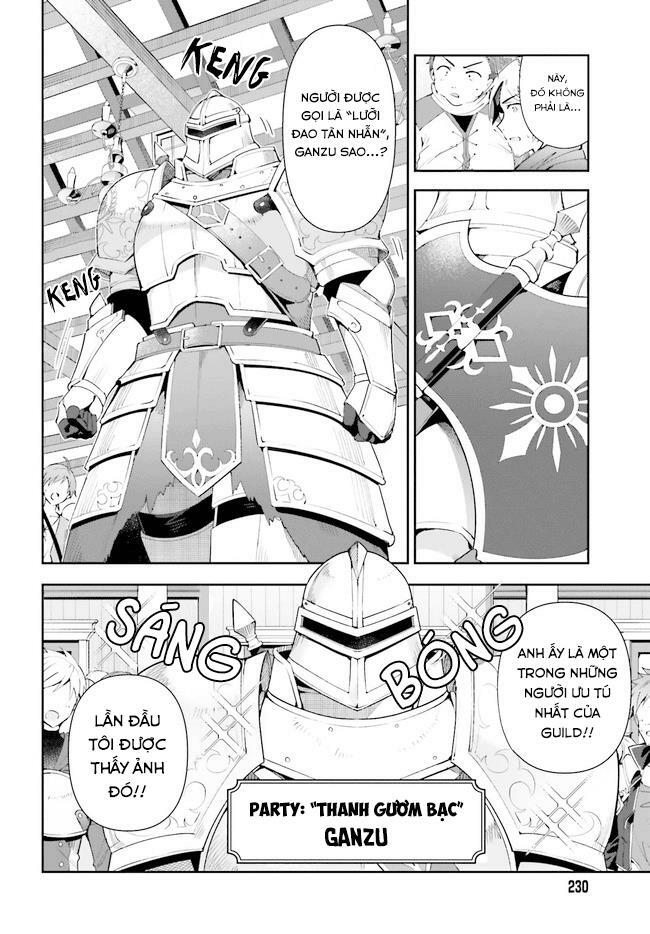 NÀY,
ĐÓ KHÔNG
PHẢI LÀ...
NGƯỜI ĐƯỢC
GỌI LÀ "LƯỠI
ĐAO TÀN NHẪN",
GANZU SAO...?
KENG
KENG
ANH ẤY LÀ MỘT
TRONG NHỮNG
NGƯỜI ƯU TÚ
NHẤT CỦA
GUILD!!
SÁNG
BÓNG
LẦN ĐẦU
TÔI ĐƯỢC
THẤY ẢNH
ĐÓ!!
PARTY: "THANH GƯƠM BẠC"
GANZU
230